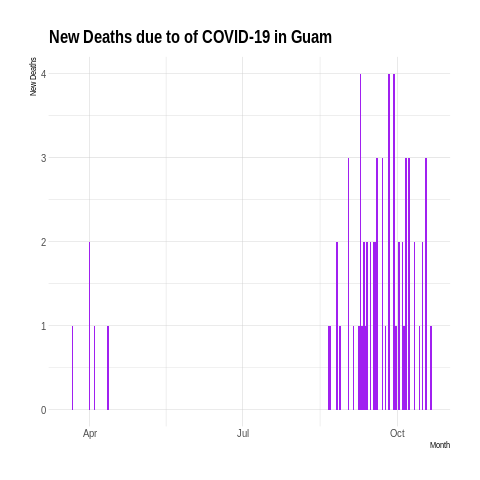 New Deaths due to of COVID-19 in Guam
New Deaths
4
3
2
1
0
Apr
Jul
Oct
Month